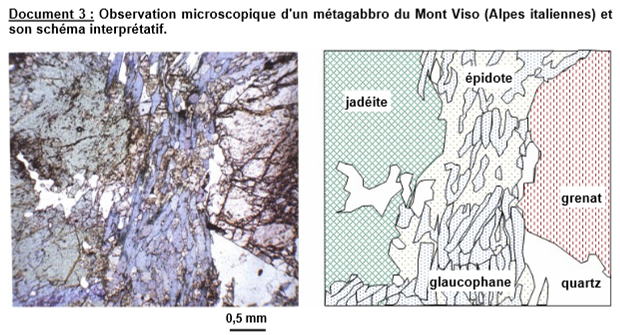 Document 3 : Observation microscopique d'un métagabbro du Mont Viso (Alpes italiennes) et
son schéma interprétatif.
épidote
jadéite
grenat
glaucophane
quartz
0,5 mm